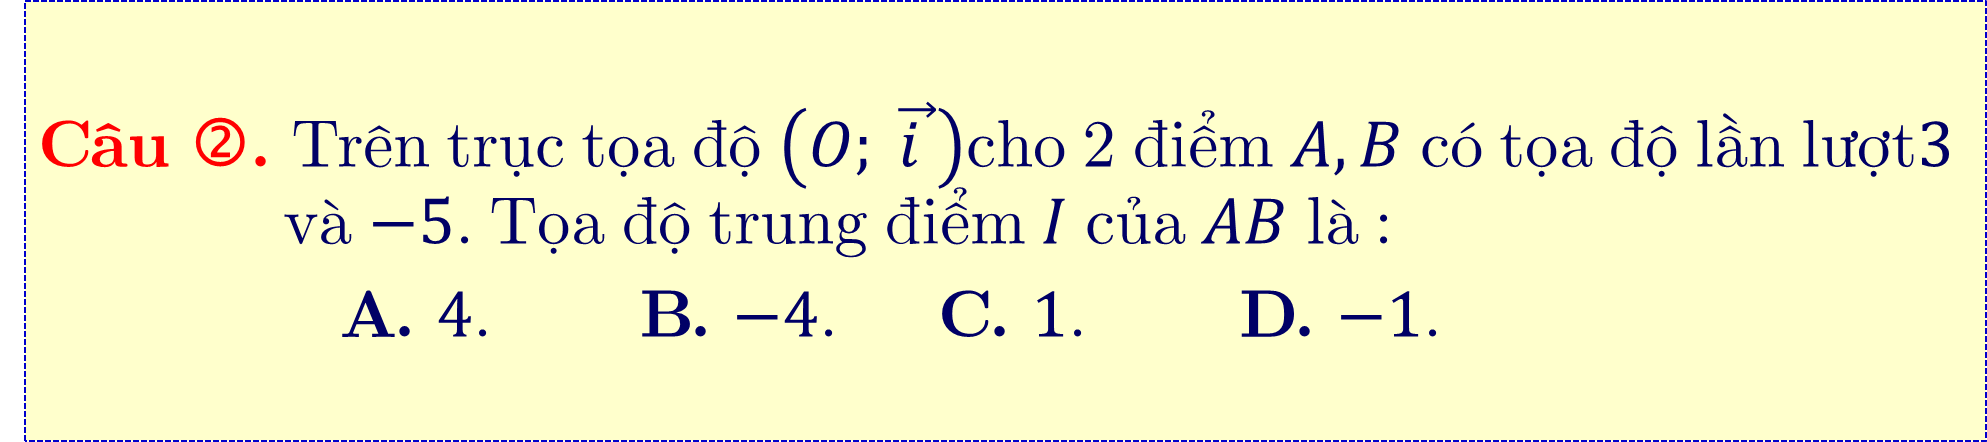 Câu ②. Trên trục tọa độ (O; i⃗ )cho 2 điểm A, B có tọa độ lần lượt3
và −5. Tọa độ trung điểm I của AB là :
A. 4. B. −4. C. 1. D. −1.